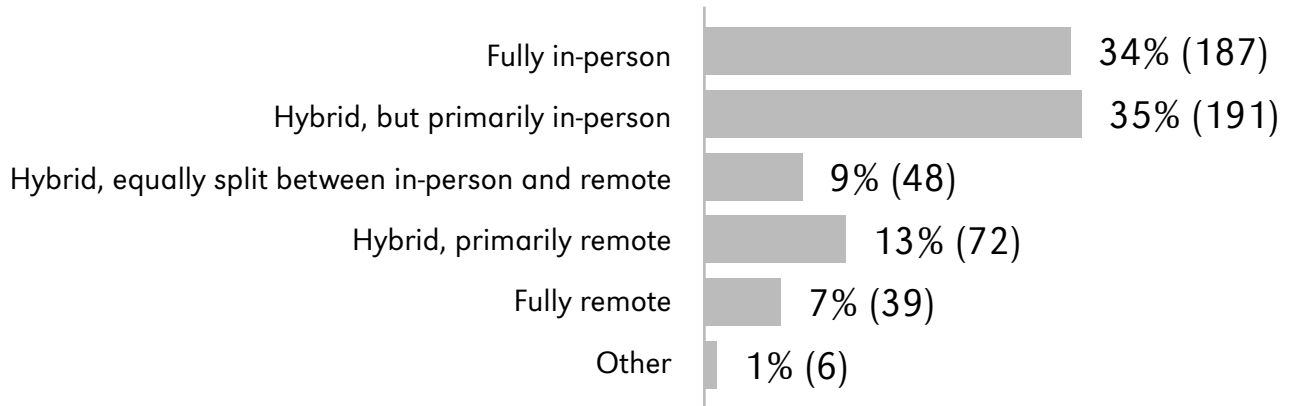 Fully in-person 34% (187)
Hybrid, but primarily in-person 35% (191)
Hybrid, equally split between in-person and remote 9% (48)
Hybrid, primarily remote 13% (72)
Fully remote 7% (39)
Other 1% (6)